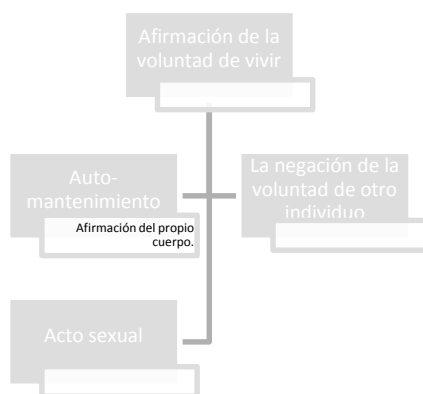 Afirmación de la
voluntad de vivir
Auto-
mantenimiento
Afirmación del propio
cuerpo.
La negación de la
voluntad de otro
individuo
Acto sexual